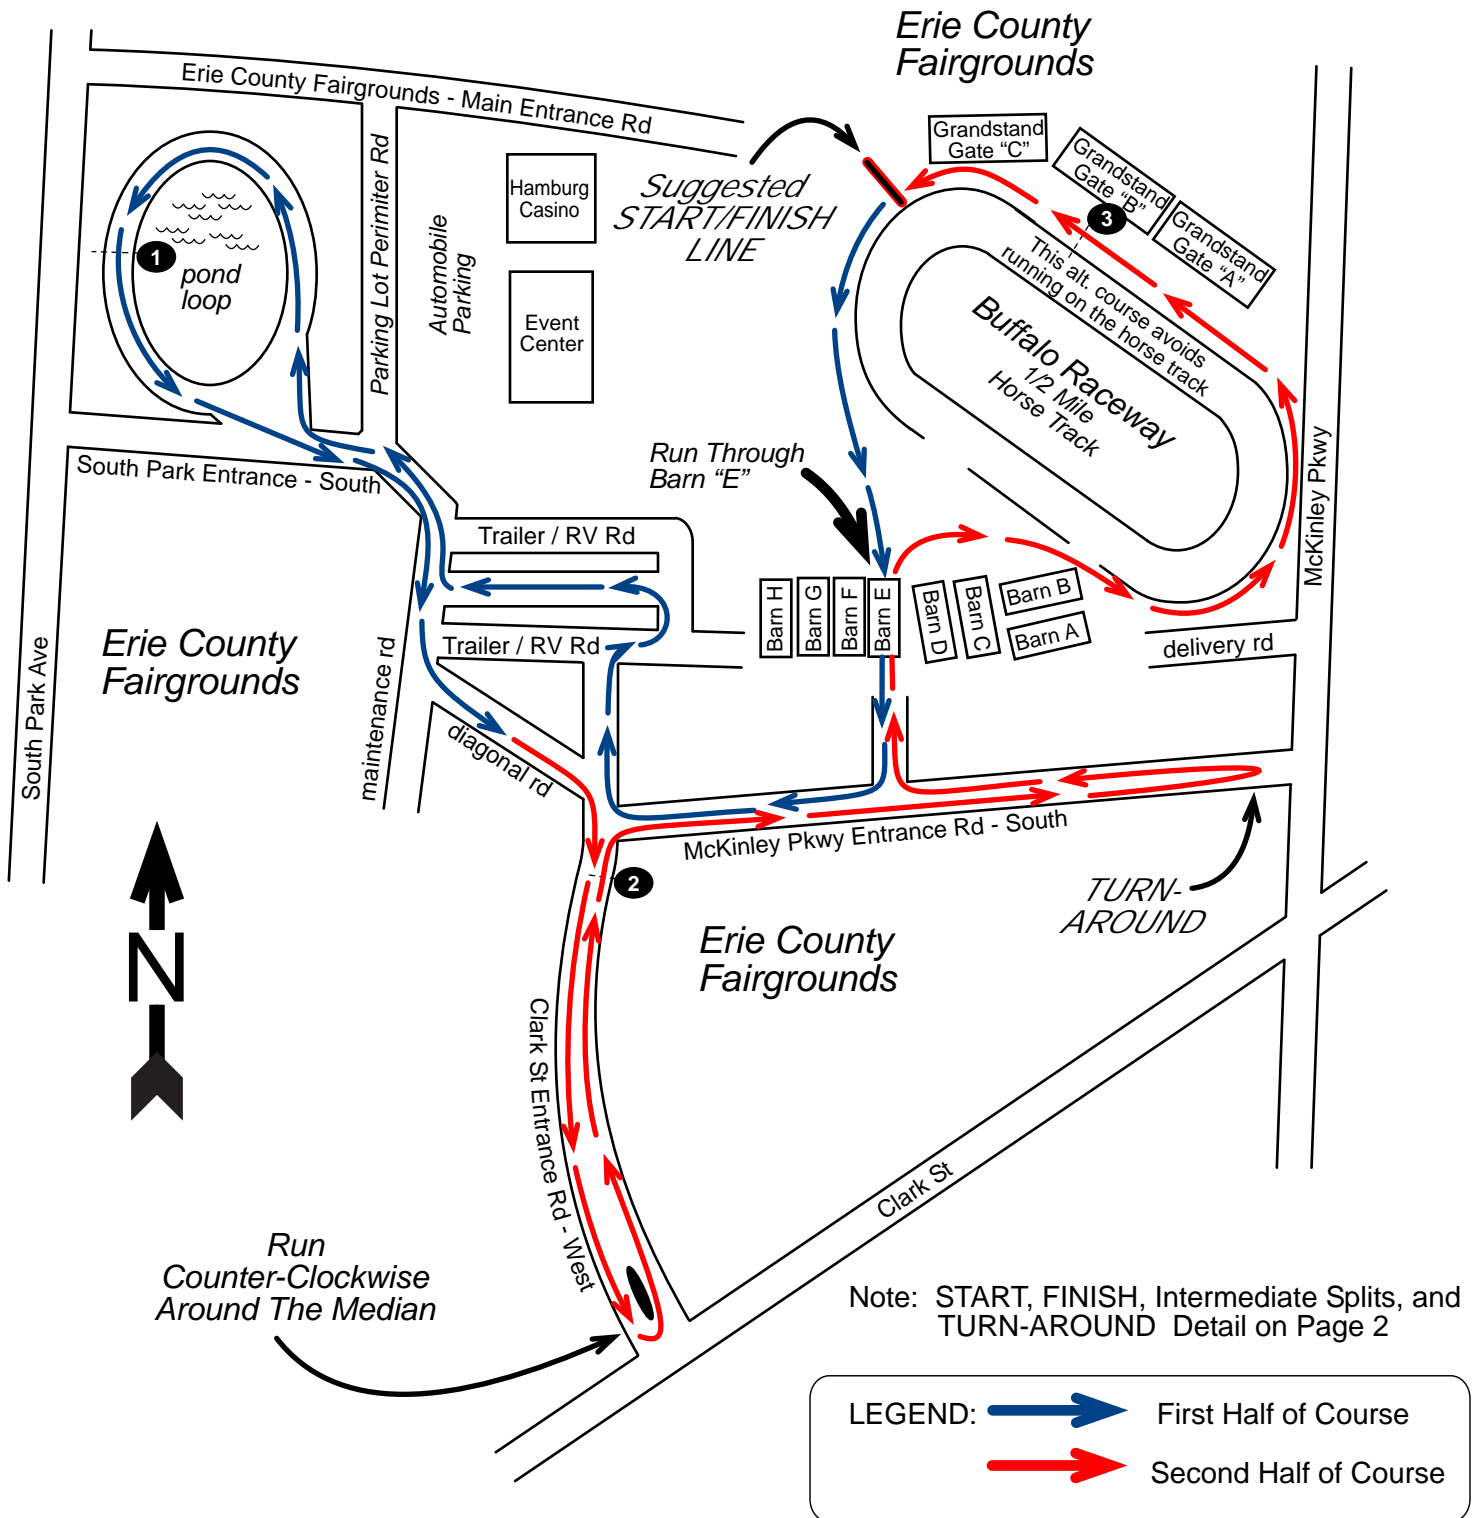 Erie County
Fairgrounds
Erie County Fairgrounds - Main Entrance Rd
Grandstand
Gate “C”
Grandstand
Gate “B”
Grandstand
Gate “A”
Hamburg
Casino
Suggested
START/FINISH
LINE
3
1
pond
loop
Parking Lot Perimiter Rd
Automobile
Parking
Event
Center
This alt. course avoids
running on the horse track
Buffalo Raceway
1/2 Mile
Horse Track
McKinley Pkwy
Run Through
Barn “E”
South Park Entrance - South
Trailer / RV Rd
Barn H
Barn G
Barn F
Barn E
Barn D
Barn C
Barn B
Barn A
Trailer / RV Rd
delivery rd
Erie County
Fairgrounds
South Park Ave
maintenance rd
diagonal rd
McKinley Pkwy Entrance Rd - South
2
TURN-
AROUND
N
Erie County
Fairgrounds
Clark St Entrance Rd - West
Clark St
Run
Counter-Clockwise
Around The Median
Note: START, FINISH, Intermediate Splits, and
TURN-AROUND Detail on Page 2
LEGEND: First Half of Course
Second Half of Course